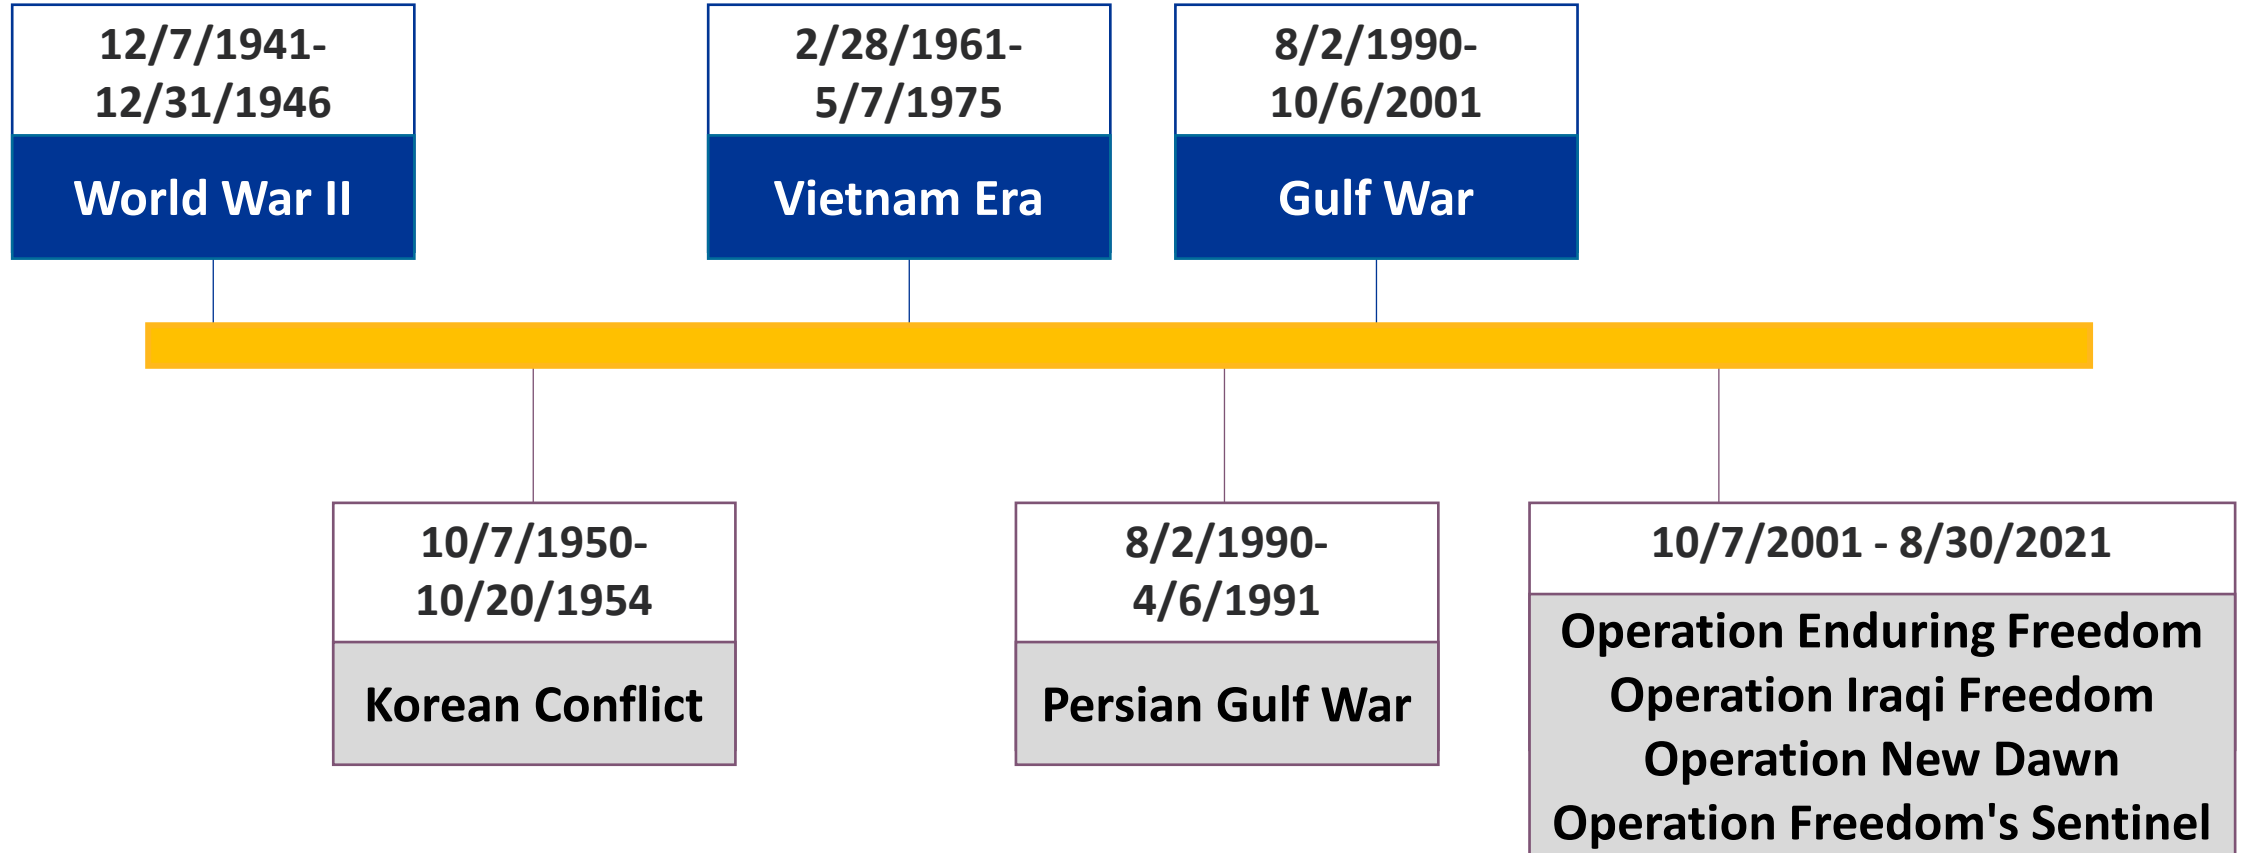 12/7/1941-
12/31/1946
World War II
2/28/1961-
5/7/1975
Vietnam Era
8/2/1990-
10/6/2001
Gulf War
10/7/1950-
10/20/1954
Korean Conflict
8/2/1990-
4/6/1991
Persian Gulf War
10/7/2001 - 8/30/2021
Operation Enduring Freedom
Operation Iraqi Freedom
Operation New Dawn
Operation Freedom's Sentinel